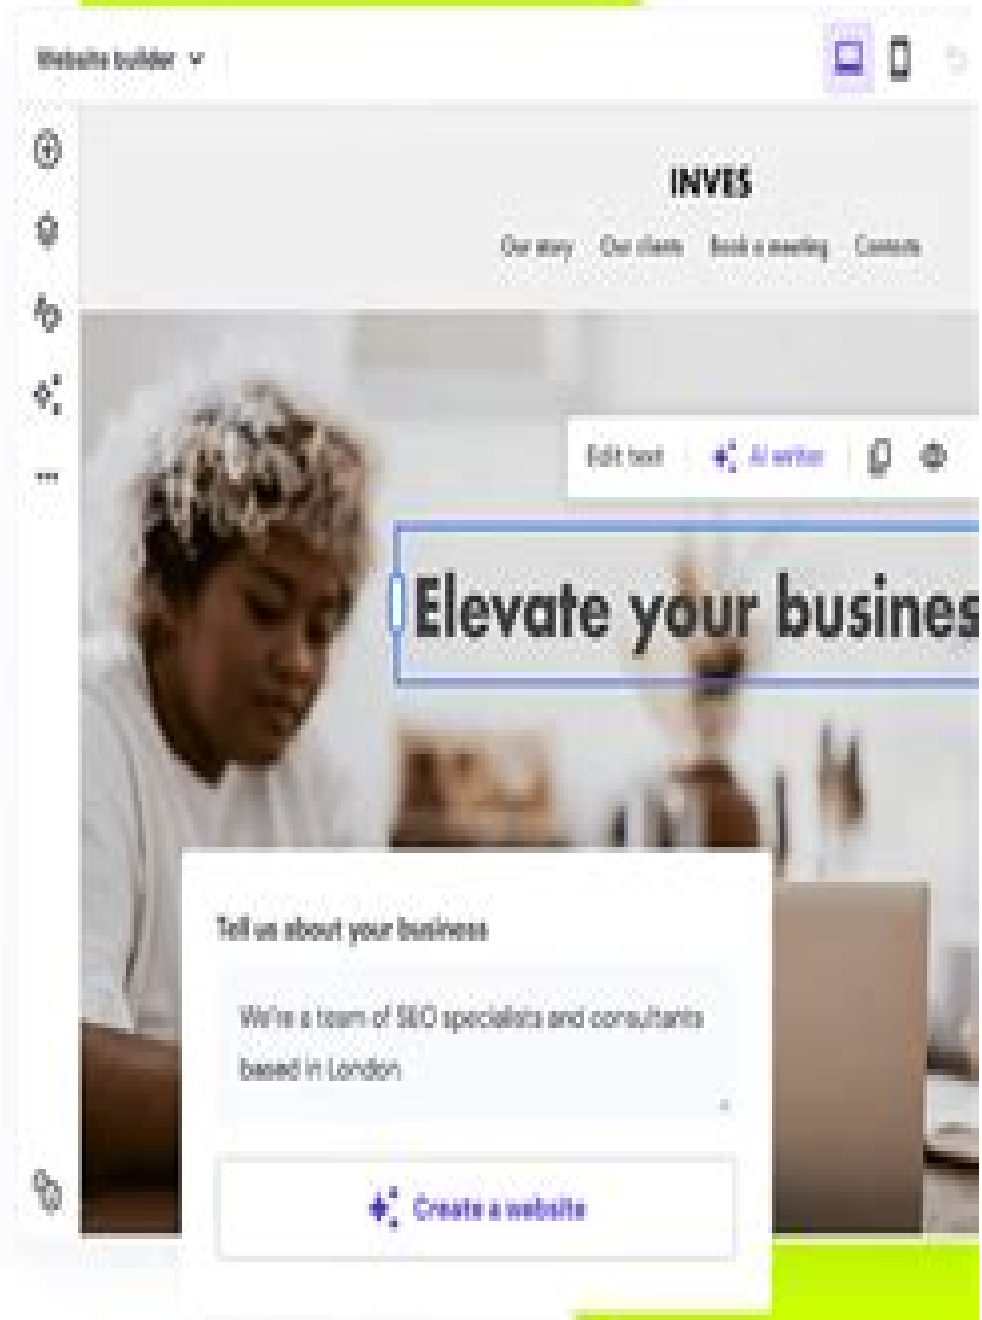 Website builder
INVES
Our story Our clients Book a meeting Contacts
Edit text AI writer
Elevate your busines
Tell us about your business
We're a team of SEO specialists and consultants
based in London
Create a website